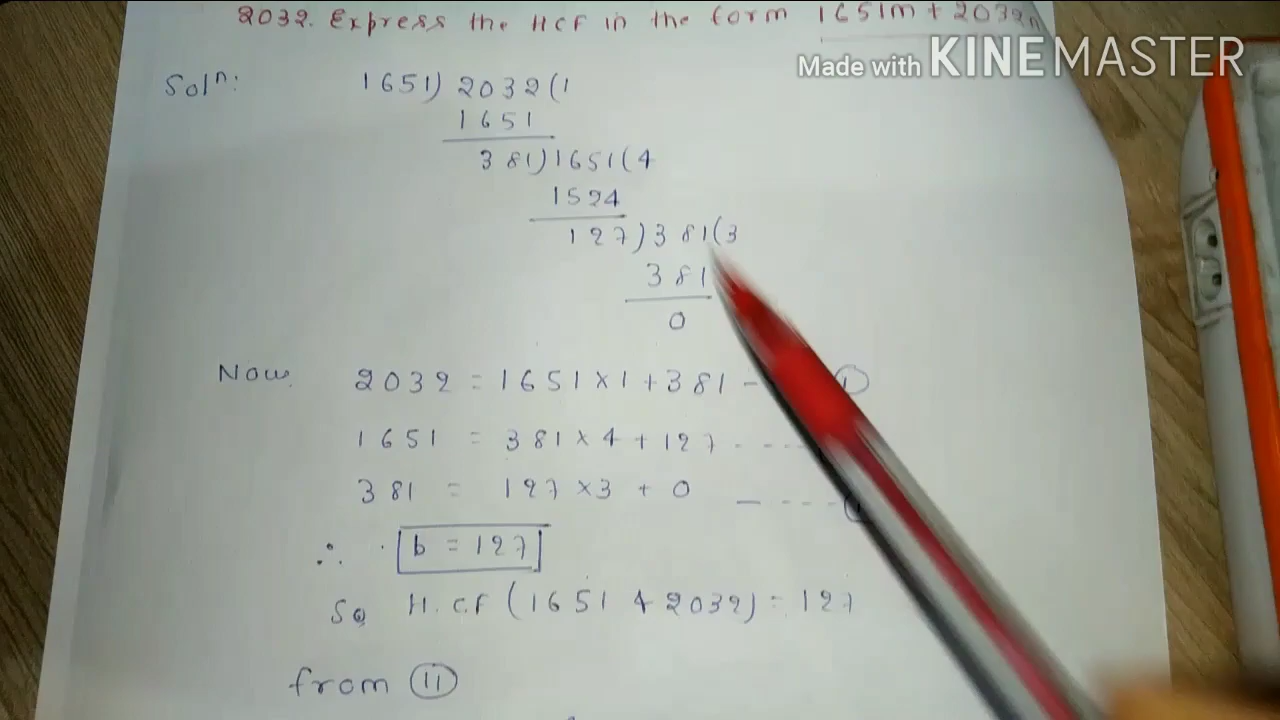 2032. Express the HCF in the form 1651m + 2032n
Made with KINEMASTER
Solⁿ: 1651) 2032 (1
1651
381) 1651 (4
1524
127) 381 (3
381
0
Now. 2032 = 1651 × 1 + 381 -
1651 = 381 × 4 + 127 - - - -
381 = 127 × 3 + 0 - - - - -
∴ b = 127
So H.C.F (1651 & 2032) = 127
from (11)